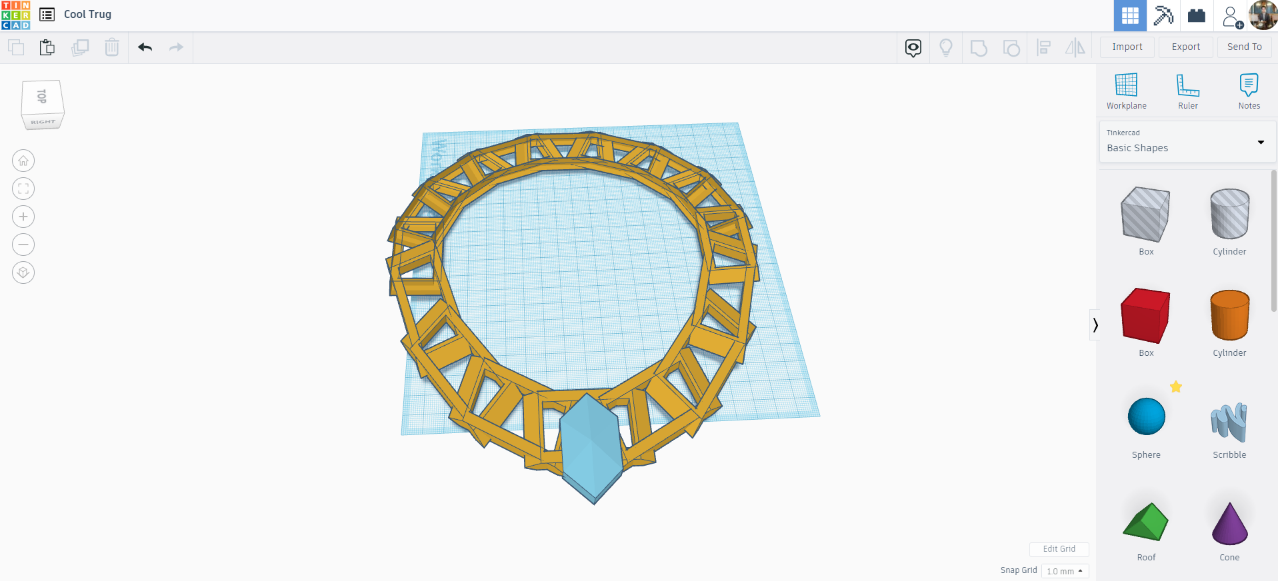 TIN
KER
CAD
Cool Trug
Import
Export
Send To
TOP
RIGHT
Workplane
Ruler
Notes
Tinkercad
Basic Shapes
Box
Cylinder
Box
Cylinder
Sphere
Scribble
Roof
Cone
Edit Grid
Snap Grid 1.0 mm